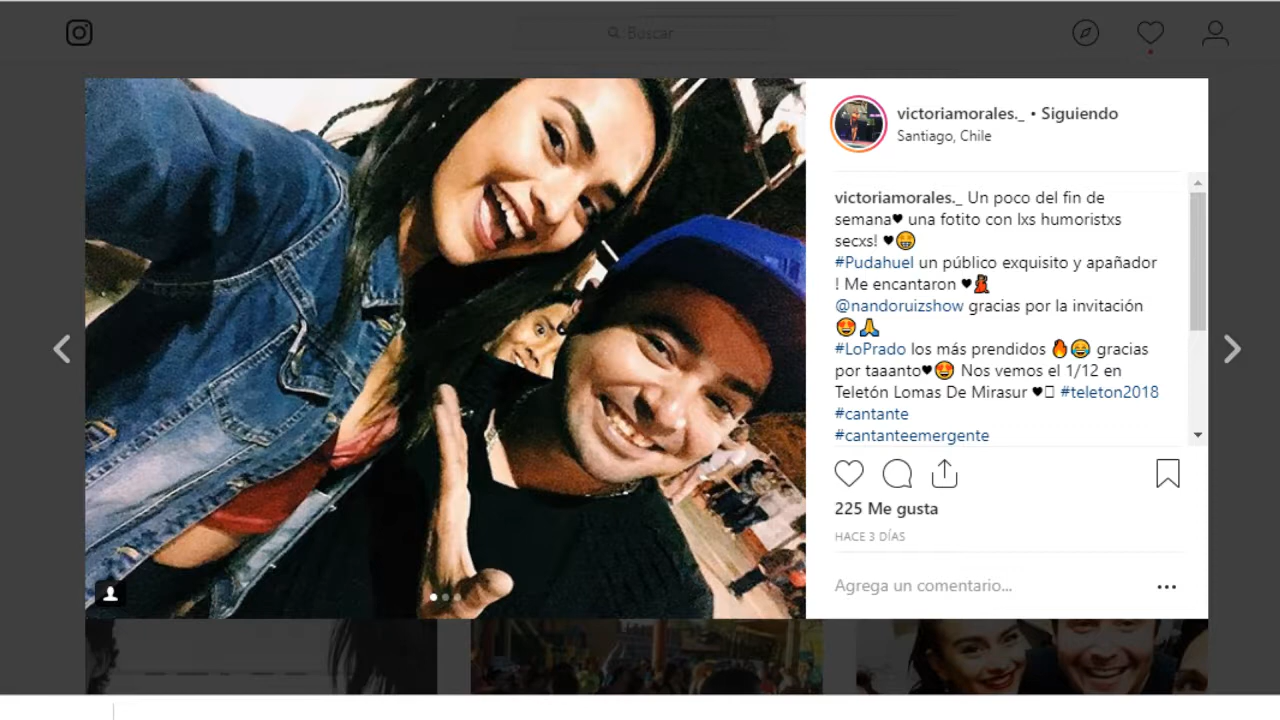 Buscar
victoriamorales._ • Siguiendo
Santiago, Chile
victoriamorales._ Un poco del fin de
semana♥ una fotito con lxs humoristxs
secxs! ♥😁
#Pudahuel un público exquisito y apañador
! Me encantaron ♥💃
@nandoruizshow gracias por la invitación
😍🙏
#LoPrado los más prendidos 🔥😂 gracias
por taaanto♥😍 Nos vemos el 1/12 en
Teletón Lomas De Mirasur ♥▯ #teleton2018
#cantante
#cantanteemergente
225 Me gusta
HACE 3 DÍAS
Agrega un comentario...